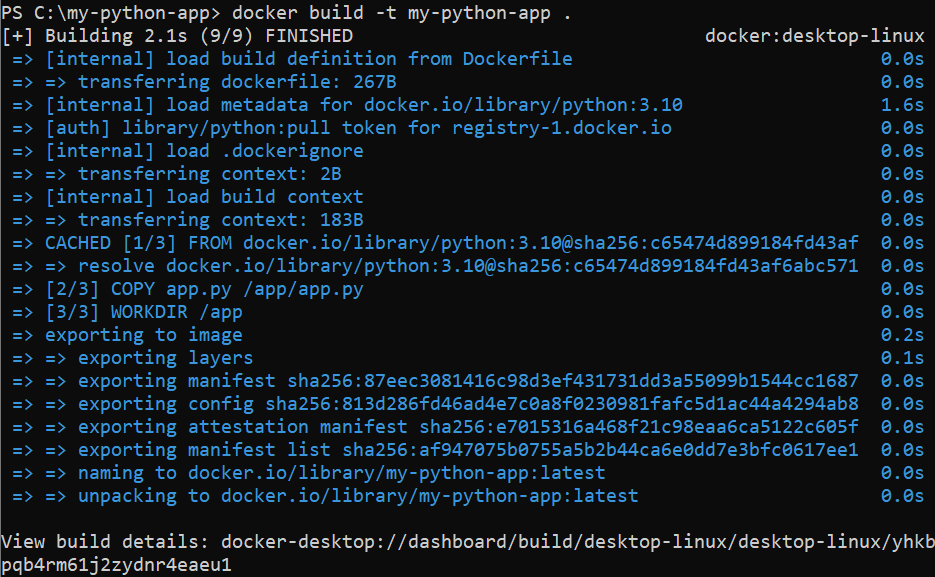 PS C:\my-python-app> docker build -t my-python-app .
[+] Building 2.1s (9/9) FINISHED docker:desktop-linux
=> [internal] load build definition from Dockerfile 0.0s
=> => transferring dockerfile: 267B 0.0s
=> [internal] load metadata for docker.io/library/python:3.10 1.6s
=> [auth] library/python:pull token for registry-1.docker.io 0.0s
=> [internal] load .dockerignore 0.0s
=> => transferring context: 2B 0.0s
=> [internal] load build context 0.0s
=> => transferring context: 183B 0.0s
=> CACHED [1/3] FROM docker.io/library/python:3.10@sha256:c65474d899184fd43af 0.0s
=> => resolve docker.io/library/python:3.10@sha256:c65474d899184fd43af6abc571 0.0s
=> [2/3] COPY app.py /app/app.py 0.0s
=> [3/3] WORKDIR /app 0.0s
=> exporting to image 0.2s
=> => exporting layers 0.1s
=> => exporting manifest sha256:87eec3081416c98d3ef431731dd3a55099b1544cc1687 0.0s
=> => exporting config sha256:813d286fd46ad4e7c0a8f0230981fafc5d1ac44a4294ab8 0.0s
=> => exporting attestation manifest sha256:e7015316a468f21c98eaa6ca5122c605f 0.0s
=> => exporting manifest list sha256:af947075b0755a5b2b44ca6e0dd7e3bfc0617ee1 0.0s
=> => naming to docker.io/library/my-python-app:latest 0.0s
=> => unpacking to docker.io/library/my-python-app:latest 0.0s
View build details: docker-desktop://dashboard/build/desktop-linux/desktop-linux/yhkb
pqb4rm61j2zydnr4eaeu1